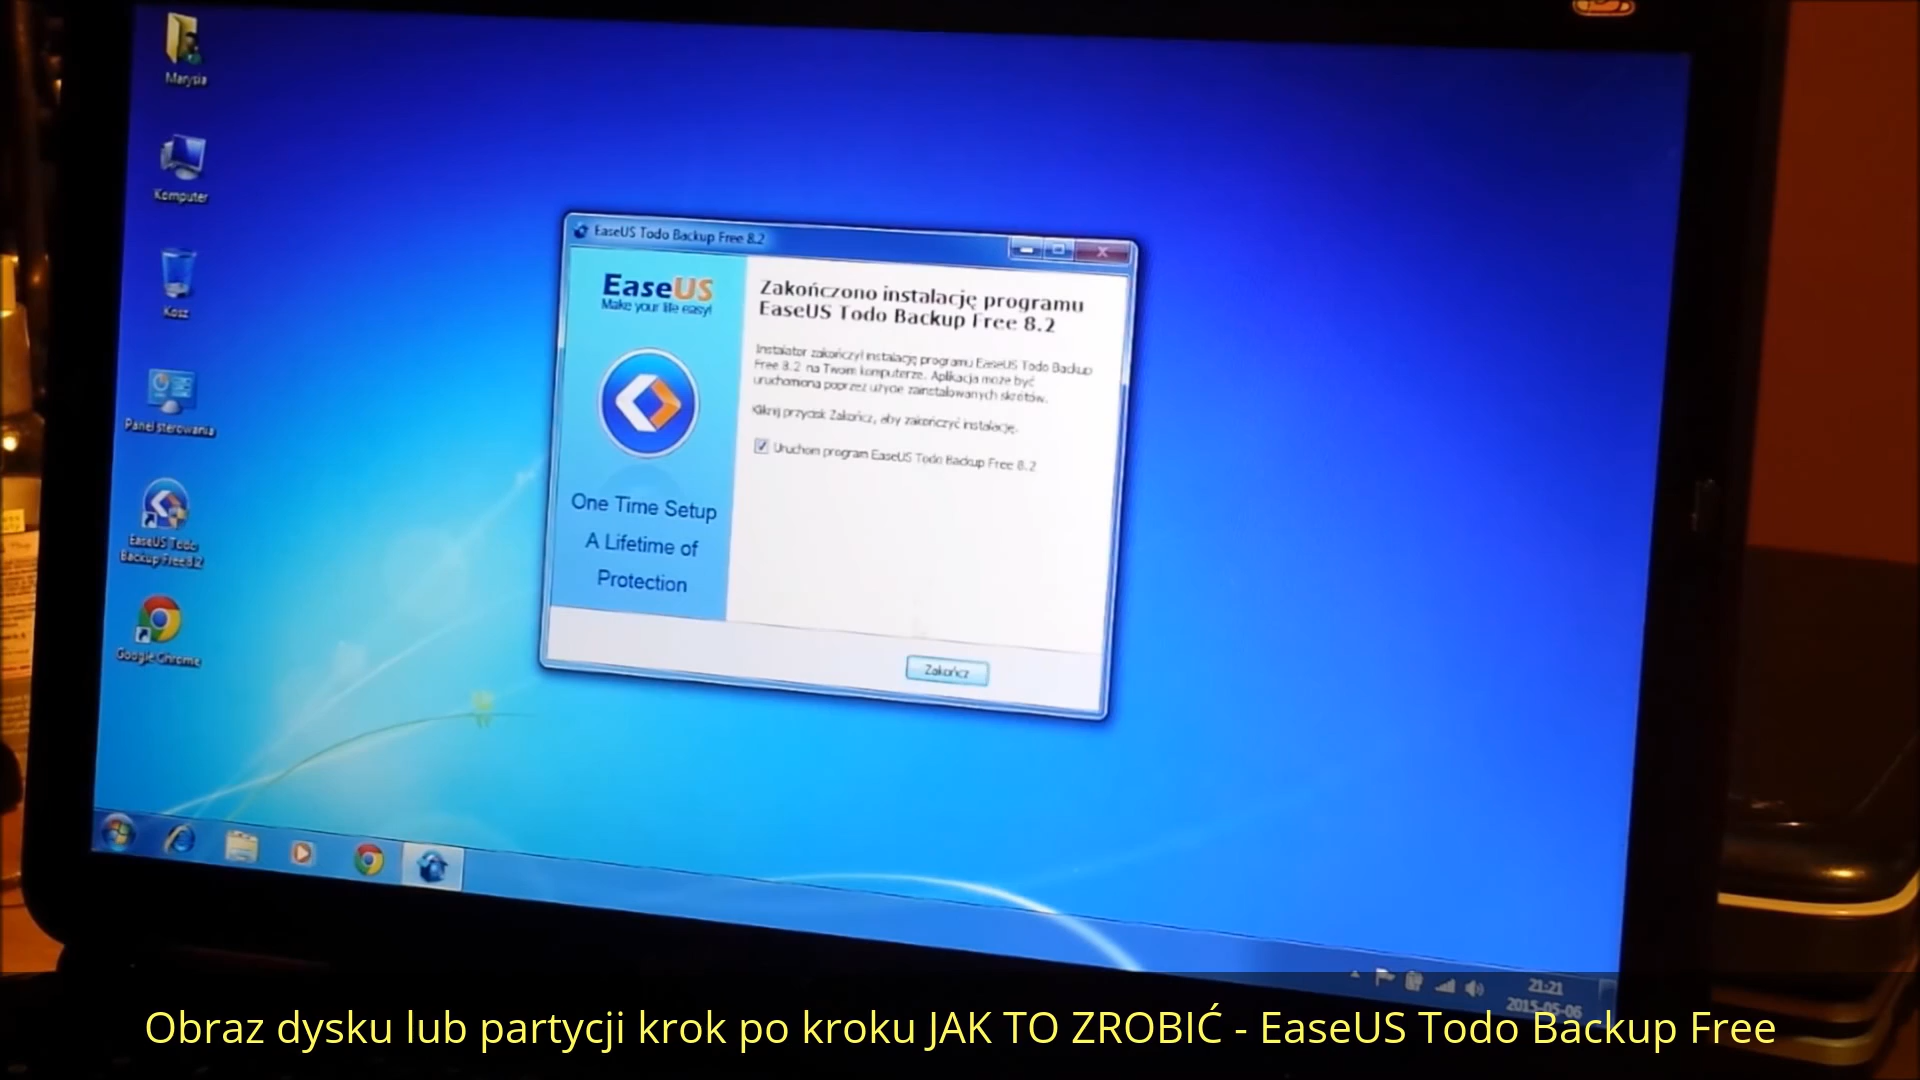 Marysia
Komputer
Kosz
Panel sterowania
EaseUS Todo
Backup Free 8.2
Google Chrome
EaseUS Todo Backup Free 8.2
EaseUS
Make your life easy!
One Time Setup
A Lifetime of
Protection
Zakończono instalację programu
EaseUS Todo Backup Free 8.2
Instalator zakończył instalację programu EaseUS Todo Backup
Free 8.2 na Twoim komputerze. Aplikacja może być
uruchomiona poprzez użycie zainstalowanych skrótów.
Kliknij przycisk Zakończ, aby zakończyć instalację.
Uruchom program EaseUS Todo Backup Free 8.2
Zakończ
21:21
2015-05-06
Obraz dysku lub partycji krok po kroku JAK TO ZROBIĆ - EaseUS Todo Backup Free